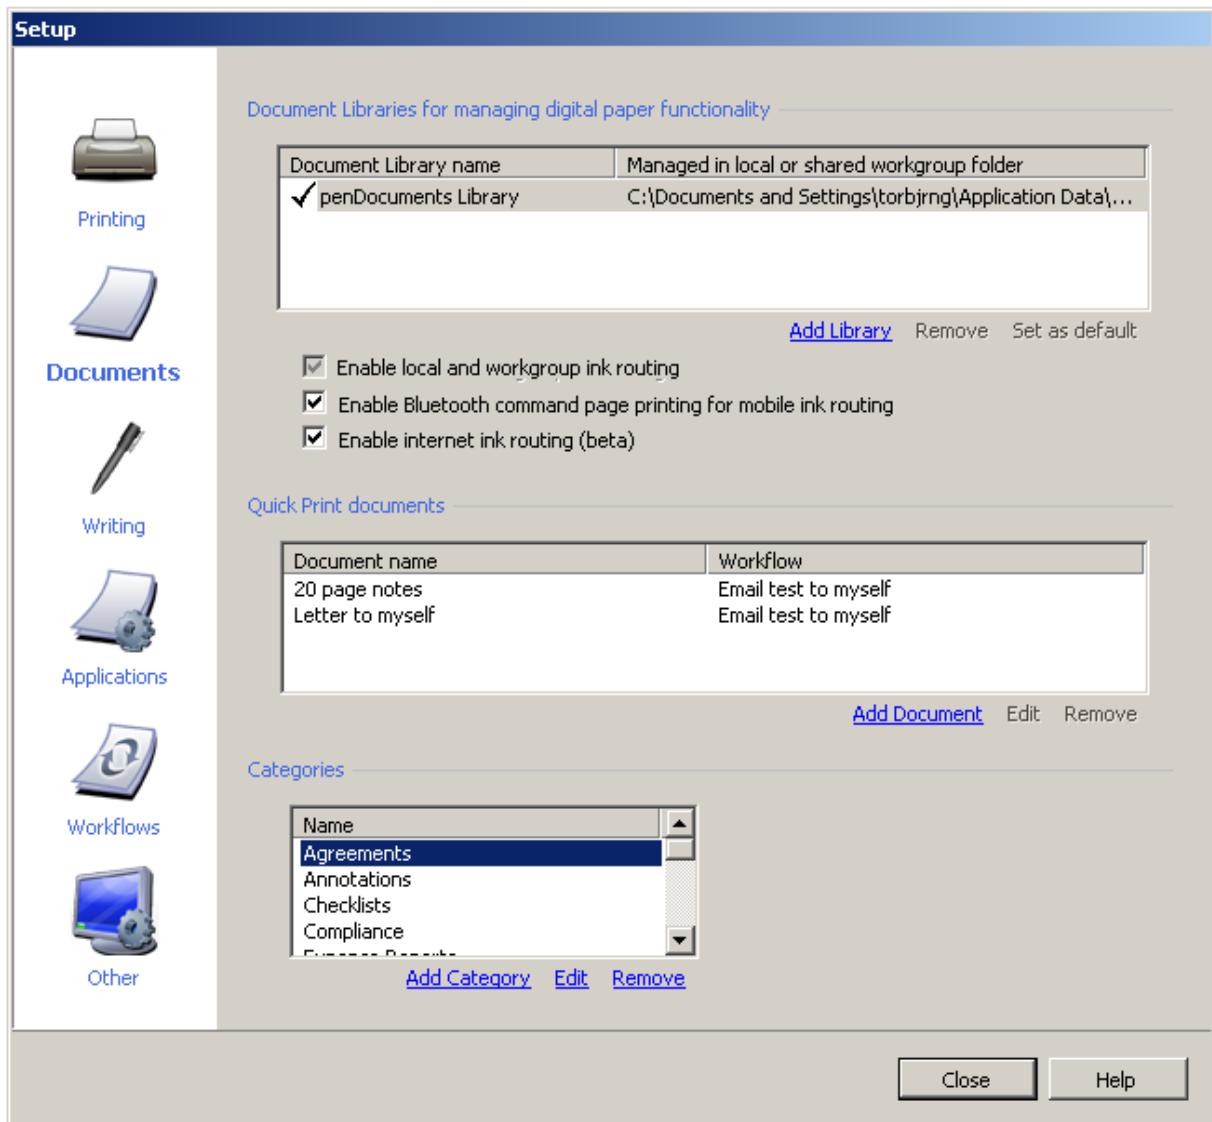 Setup
Printing
Documents
Writing
Applications
Workflows
Other
Document Libraries for managing digital paper functionality
Document Library name Managed in local or shared workgroup folder
penDocuments Library C:\Documents and Settings\torbjrng\Application Data\...
Add Library Remove Set as default
Enable local and workgroup ink routing
Enable Bluetooth command page printing for mobile ink routing
Enable internet ink routing (beta)
Quick Print documents
Document name Workflow
20 page notes Email test to myself
Letter to myself Email test to myself
Add Document Edit Remove
Categories
Name
Agreements
Annotations
Checklists
Compliance
Expense Reports
Add Category Edit Remove
Close Help